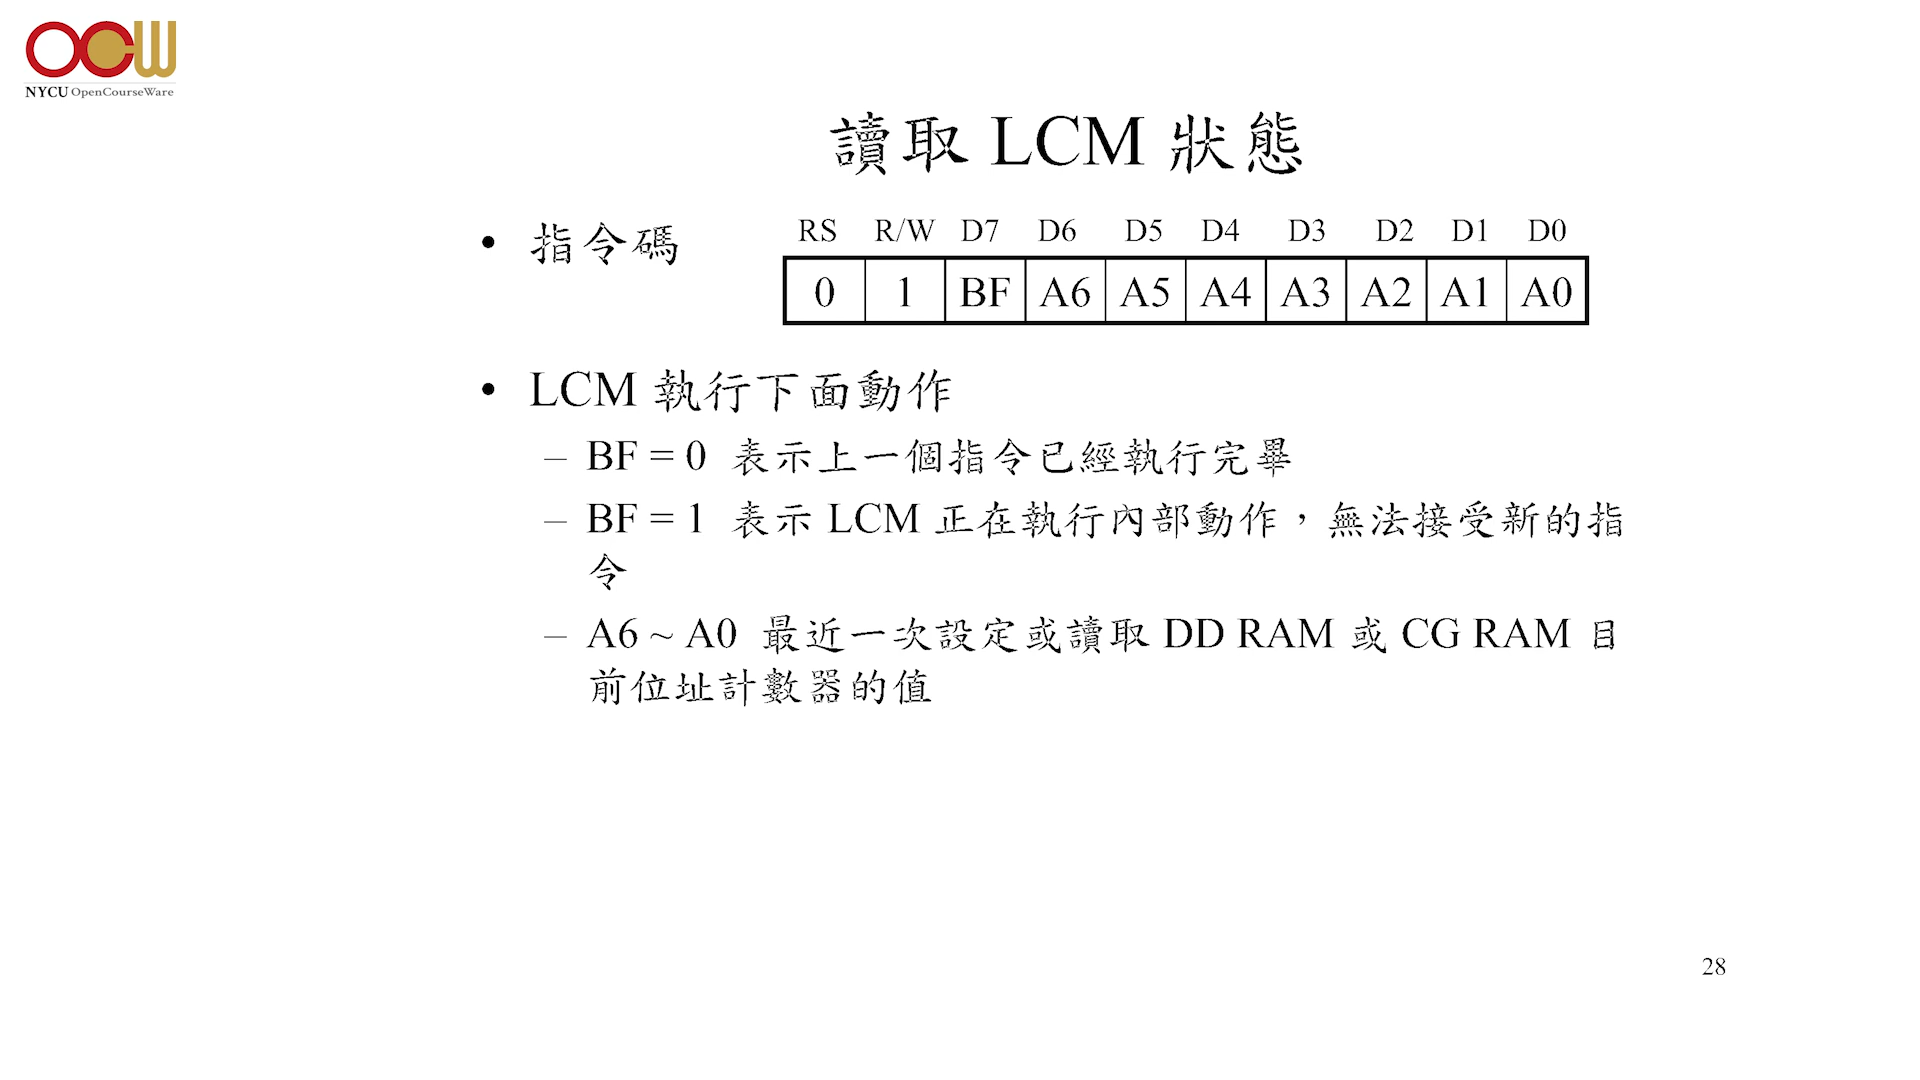 OCW
NYCU OpenCourseWare
讀取 LCM 狀態
• 指令碼
RS R/W D7 D6 D5 D4 D3 D2 D1 D0
0 1 BF A6 A5 A4 A3 A2 A1 A0
• LCM 執行下面動作
– BF = 0 表示上一個指令已經執行完畢
– BF = 1 表示 LCM 正在執行內部動作，無法接受新的指
令
– A6 ~ A0 最近一次設定或讀取 DD RAM 或 CG RAM 目
前位址計數器的值
28